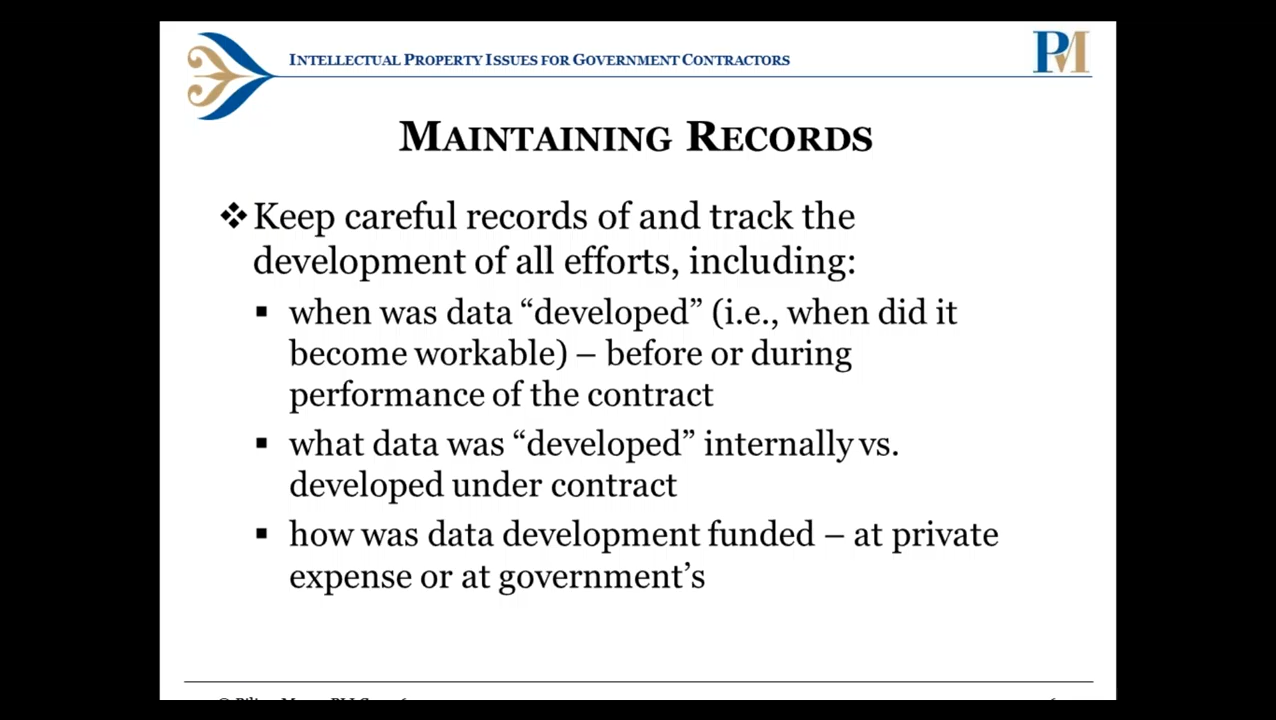 INTELLECTUAL PROPERTY ISSUES FOR GOVERNMENT CONTRACTORS
PM
MAINTAINING RECORDS
❖ Keep careful records of and track the
development of all efforts, including:
▪ when was data “developed” (i.e., when did it
become workable) – before or during
performance of the contract
▪ what data was “developed” internally vs.
developed under contract
▪ how was data development funded – at private
expense or at government’s